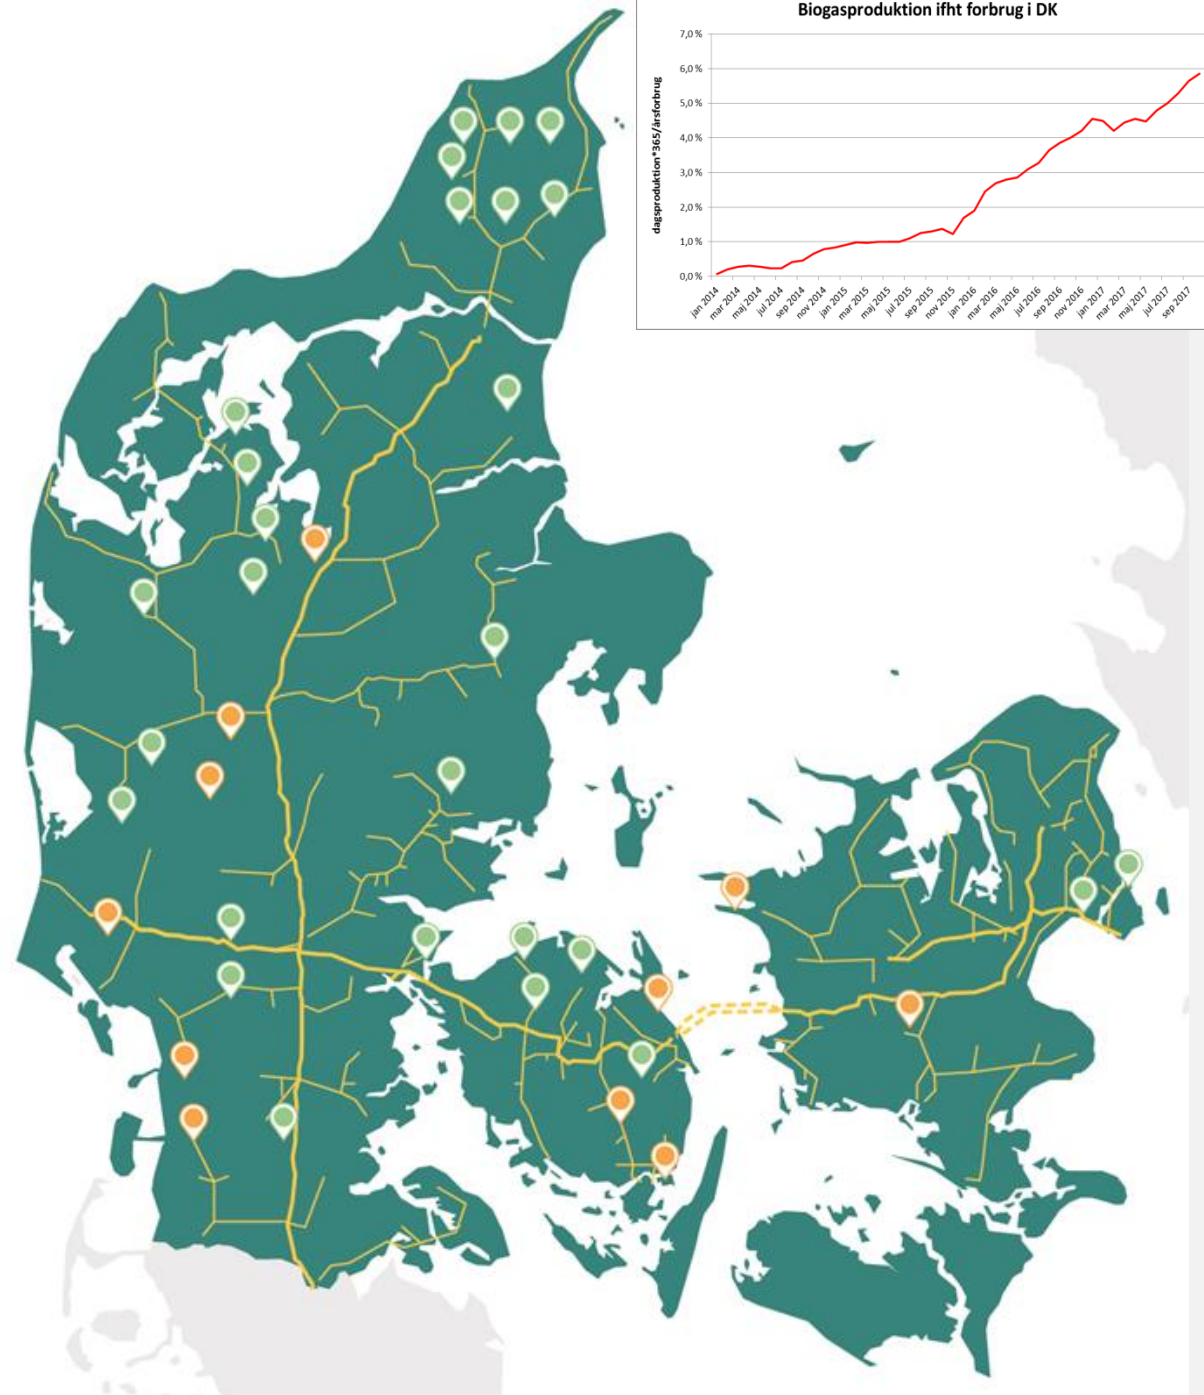 Biogasproduktion ifht forbrug i DK
dagsproduktion*365/årsforbrug
7,0 %
6,0 %
5,0 %
4,0 %
3,0 %
2,0 %
1,0 %
0,0 %
jan 2014
mar 2014
maj 2014
jul 2014
sep 2014
nov 2014
jan 2015
mar 2015
maj 2015
jul 2015
sep 2015
nov 2015
jan 2016
mar 2016
maj 2016
jul 2016
sep 2016
nov 2016
jan 2017
mar 2017
maj 2017
jul 2017
sep 2017